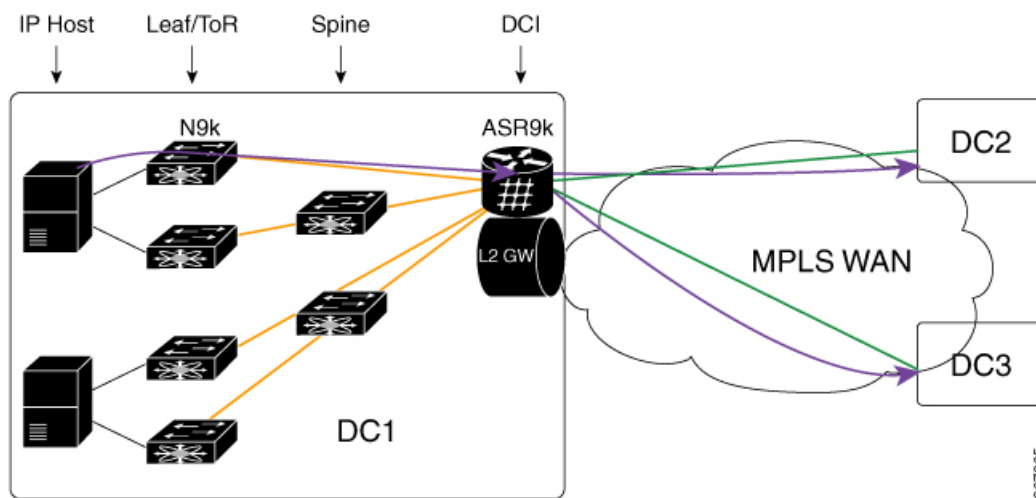 IP Host
Leaf/ToR
Spine
DCI
N9k
ASR9k
DC2
L2 GW
MPLS WAN
DC3
DC1